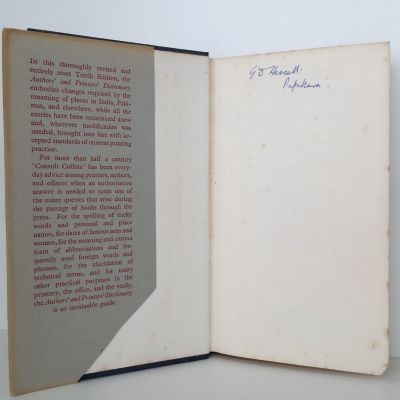 In this thoroughly revised and
entirely reset Tenth Edition, the
Authors' and Printers' Dictionary
embodies changes required by the
renaming of places in India, Paki-
stan, and elsewhere, while all the
entries have been scrutinized anew
and, wherever modification was
needed, brought into line with ac-
cepted standards of current printing
practice.
For more than half a century
'Consult Collins' has been every-
day advice among printers, authors,
and editors when an authoritative
answer is needed to some one of
the many queries that arise during
the passage of books through the
press. For the spelling of tricky
words and personal and place
names, for dates of famous men and
women, for the meaning and correct
form of abbreviations and fre-
quently used foreign words and
phrases, for the elucidation of
technical terms, and for many
other practical purposes in the
printery, the office, and the study,
the Authors' and Printers' Dictionary
is an invaluable guide.
G D
Papakura.